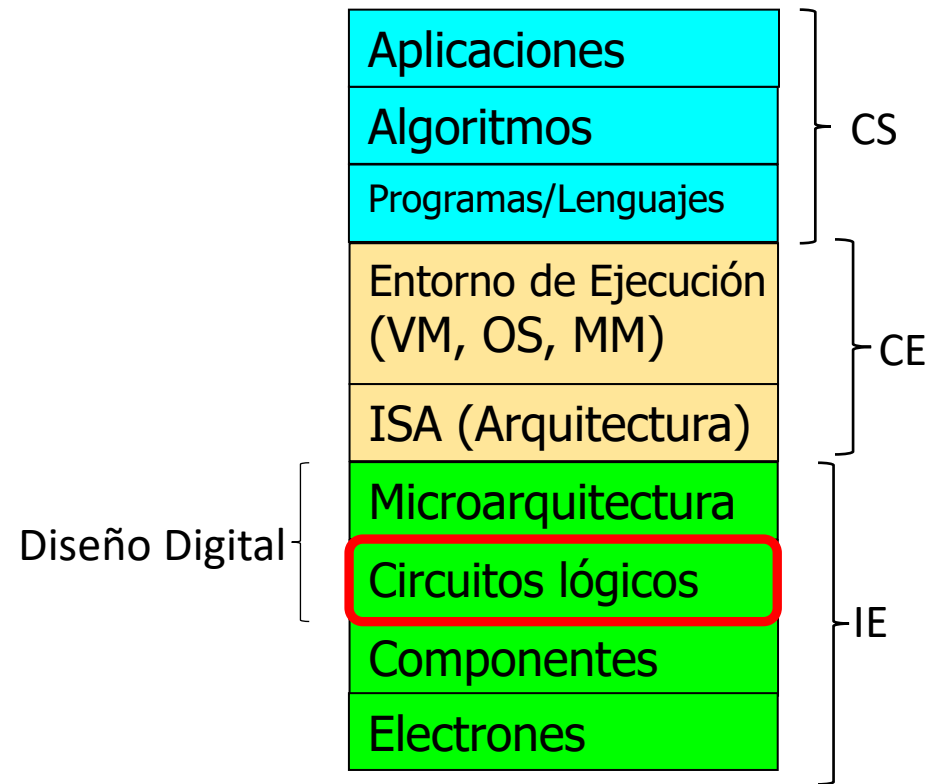 Aplicaciones
Algoritmos
CS
Programas/Lenguajes
Entorno de Ejecución
(VM, OS, MM)
CE
ISA (Arquitectura)
Microarquitectura
Diseño Digital
Circuitos lógicos
IE
Componentes
Electrones